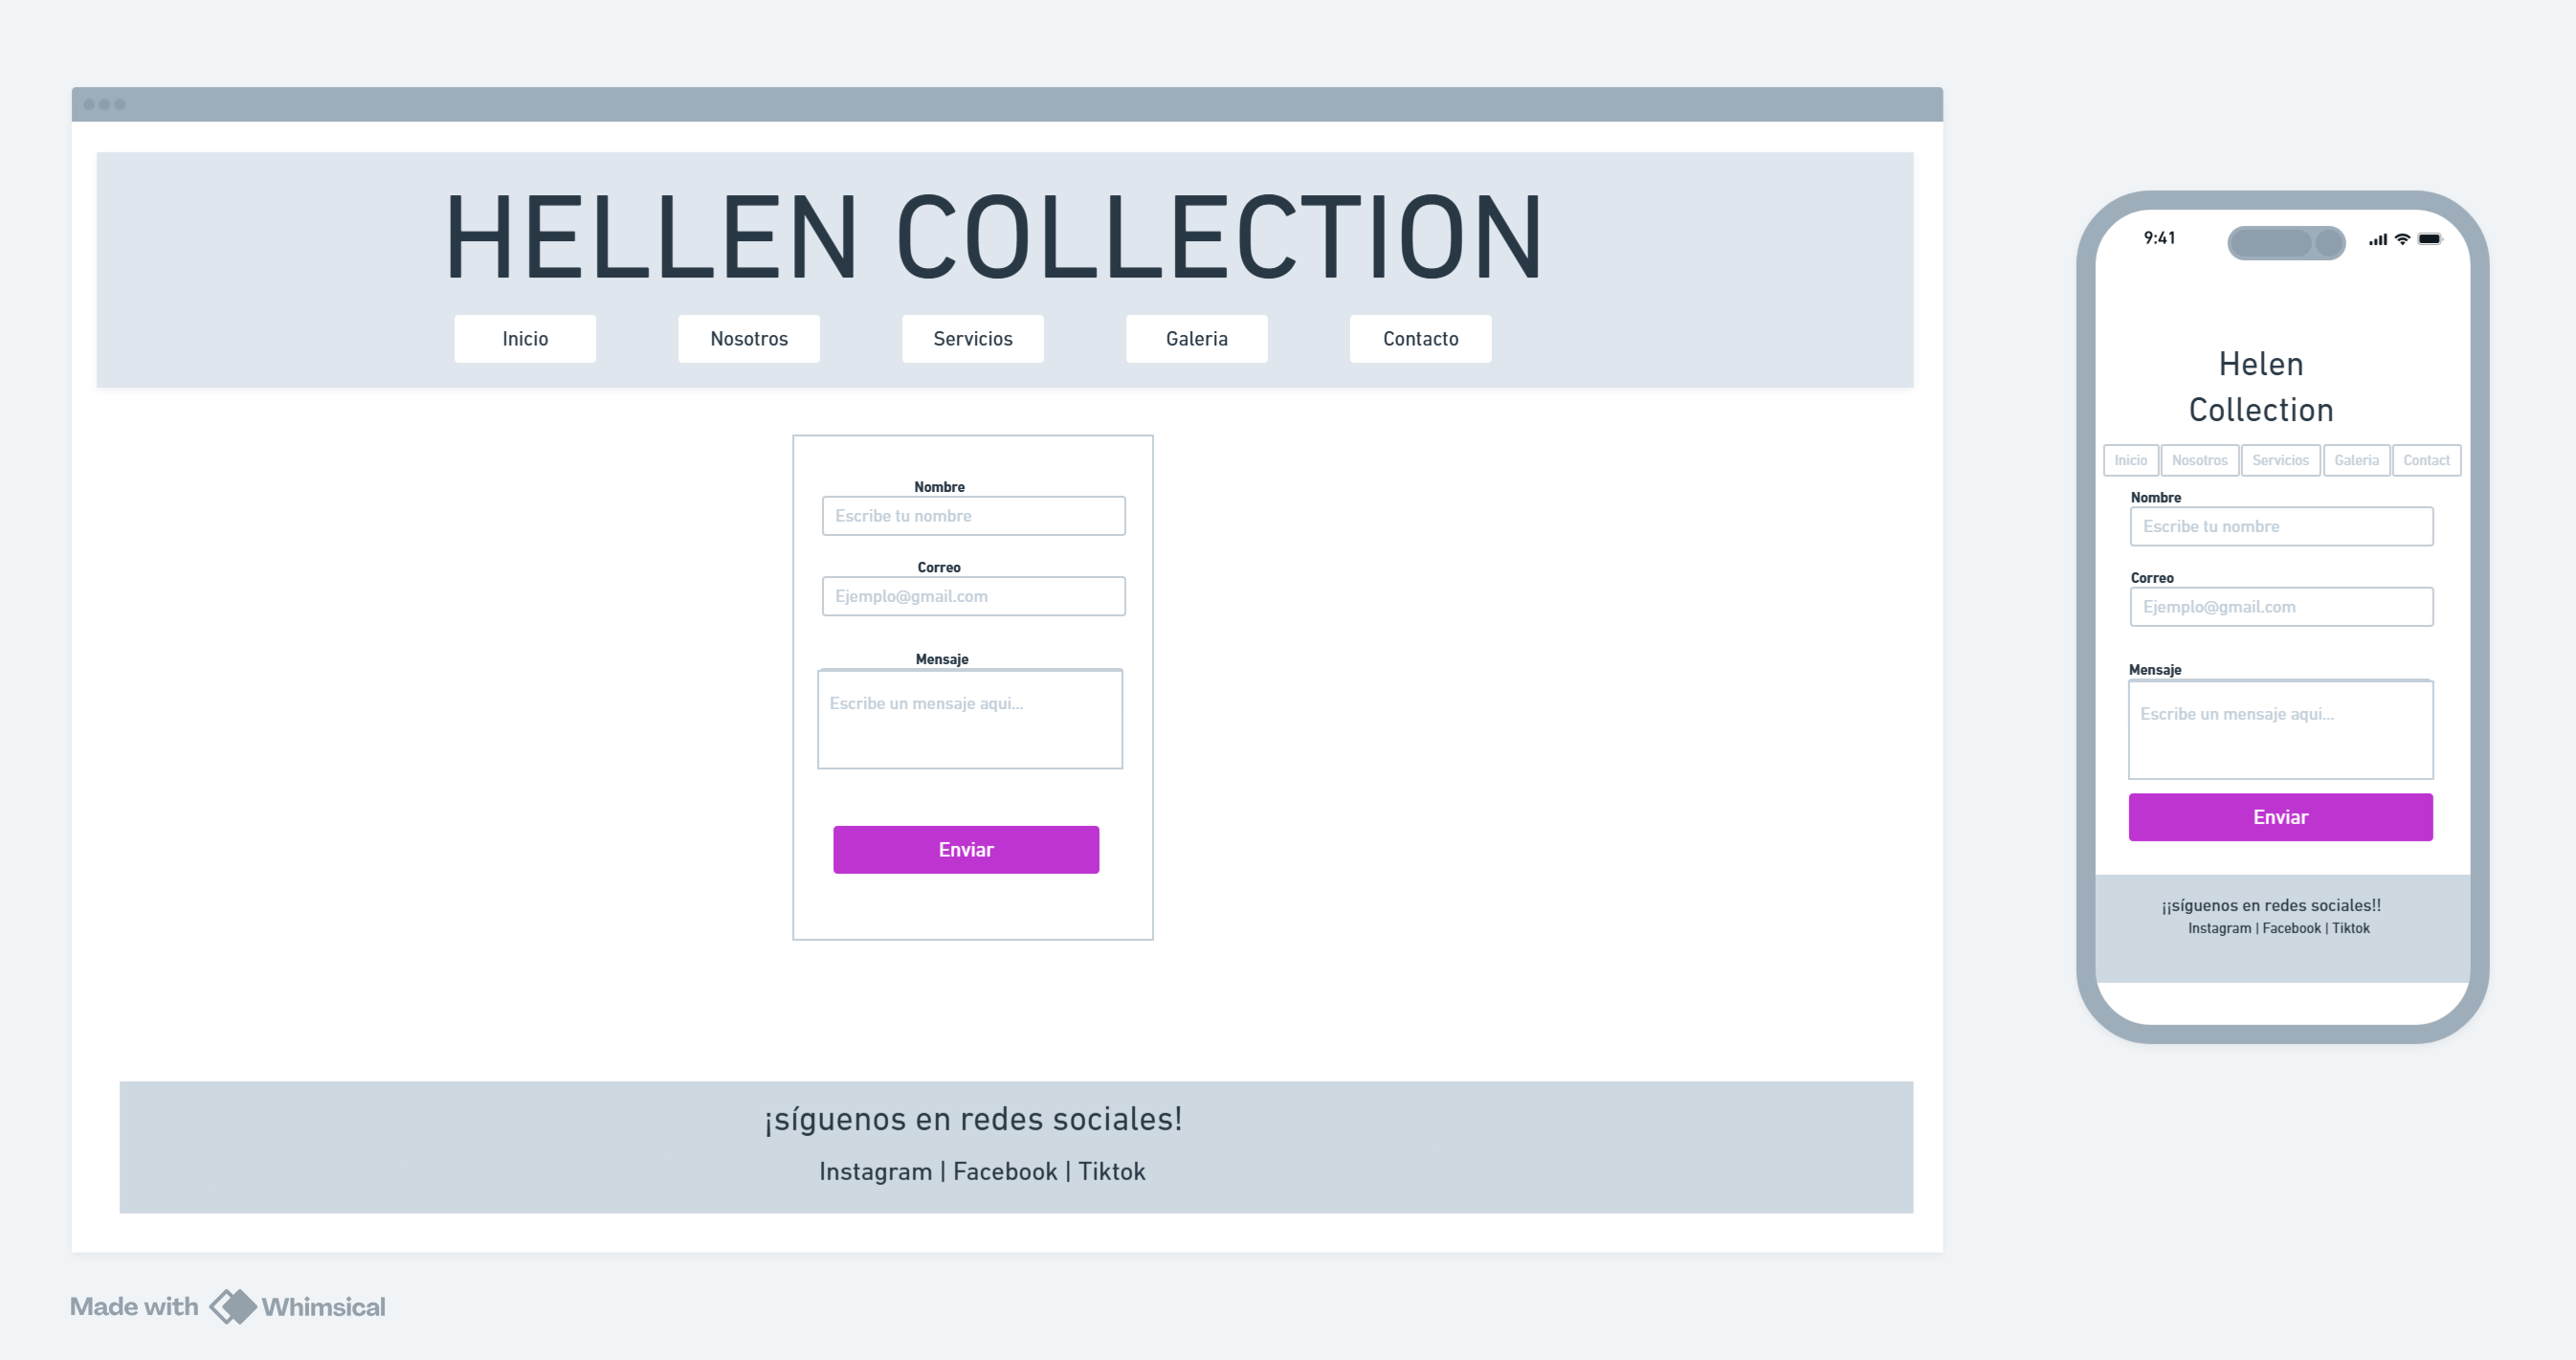 HELLEN COLLECTION
Inicio Nosotros Servicios Galeria Contacto
Nombre
Escribe tu nombre
Correo
Ejemplo@gmail.com
Mensaje
Escribe un mensaje aqui...
Enviar
¡síguenos en redes sociales!
Instagram | Facebook | Tiktok
9:41
Helen
Collection
Inicio Nosotros Servicios Galeria Contact
Nombre
Escribe tu nombre
Correo
Ejemplo@gmail.com
Mensaje
Escribe un mensaje aqui...
Enviar
¡¡síguenos en redes sociales!!
Instagram | Facebook | Tiktok
Made with Whimsical